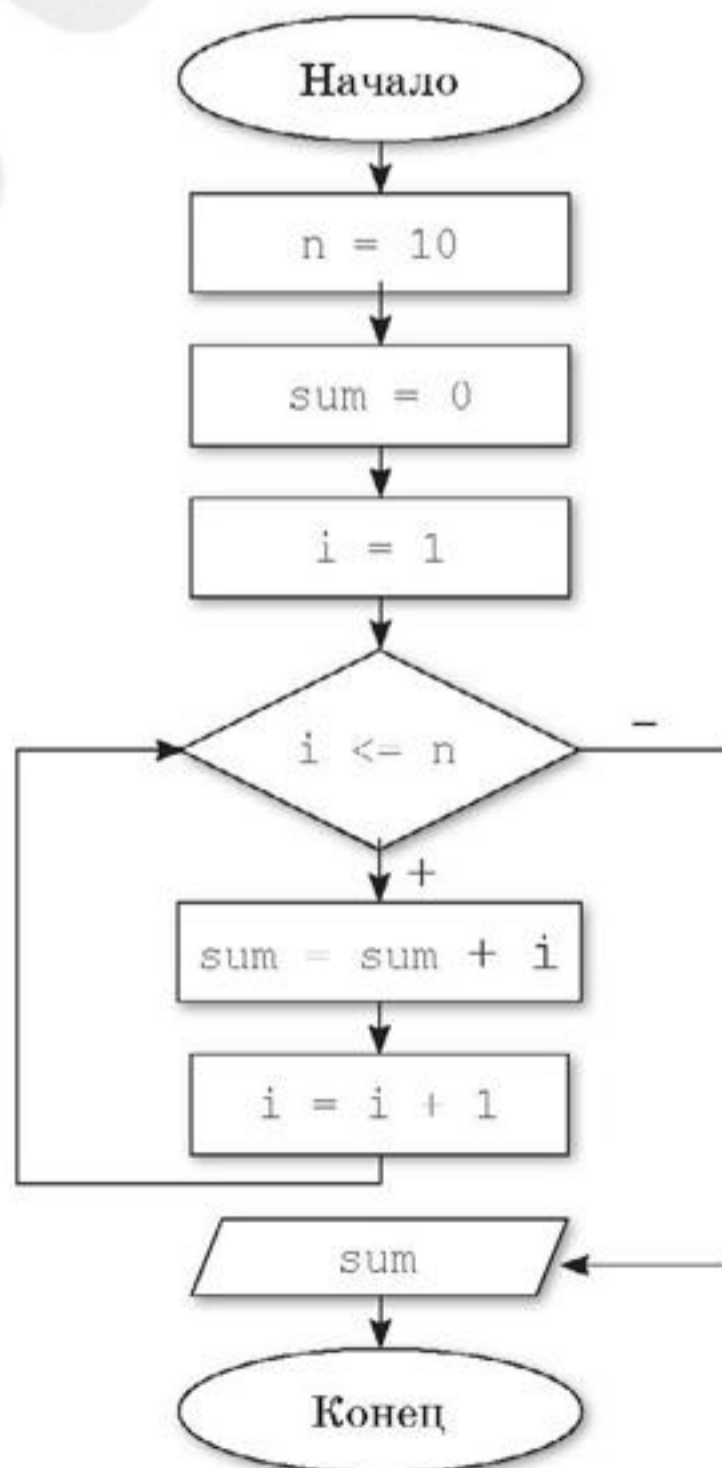 Начало
n = 10
sum = 0
i = 1
i <= n
-
+
sum = sum + i
i = i + 1
sum
Конец